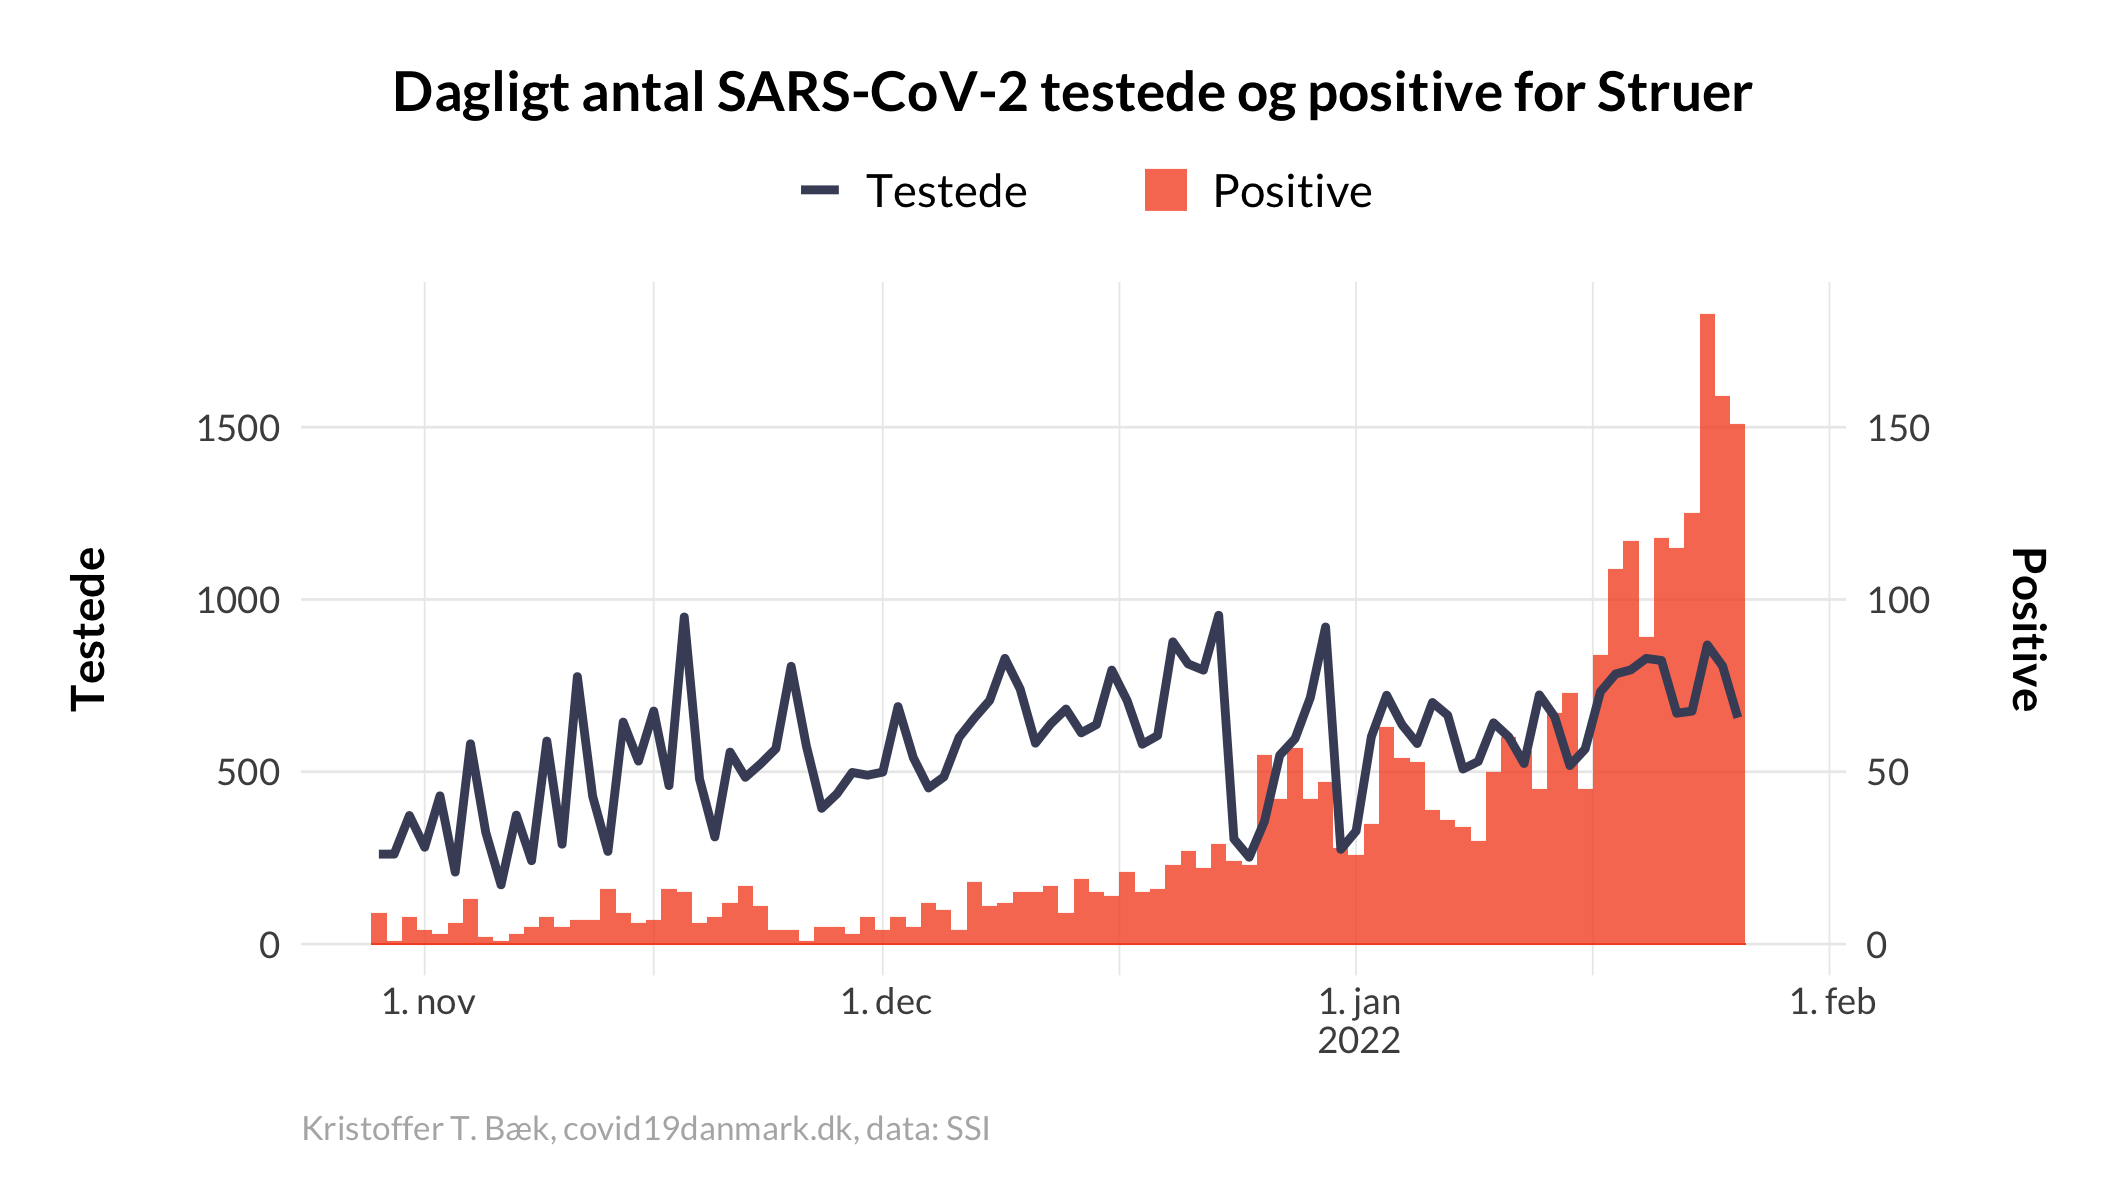 Dagligt antal SARS-CoV-2 testede og positive for Struer
Testede
Positive
Testede
1500
1000
500
0
150
100
50
0
Positive
1. nov
1. dec
1. jan
2022
1. feb
Kristoffer T. Bæk, covid19danmark.dk, data: SSI